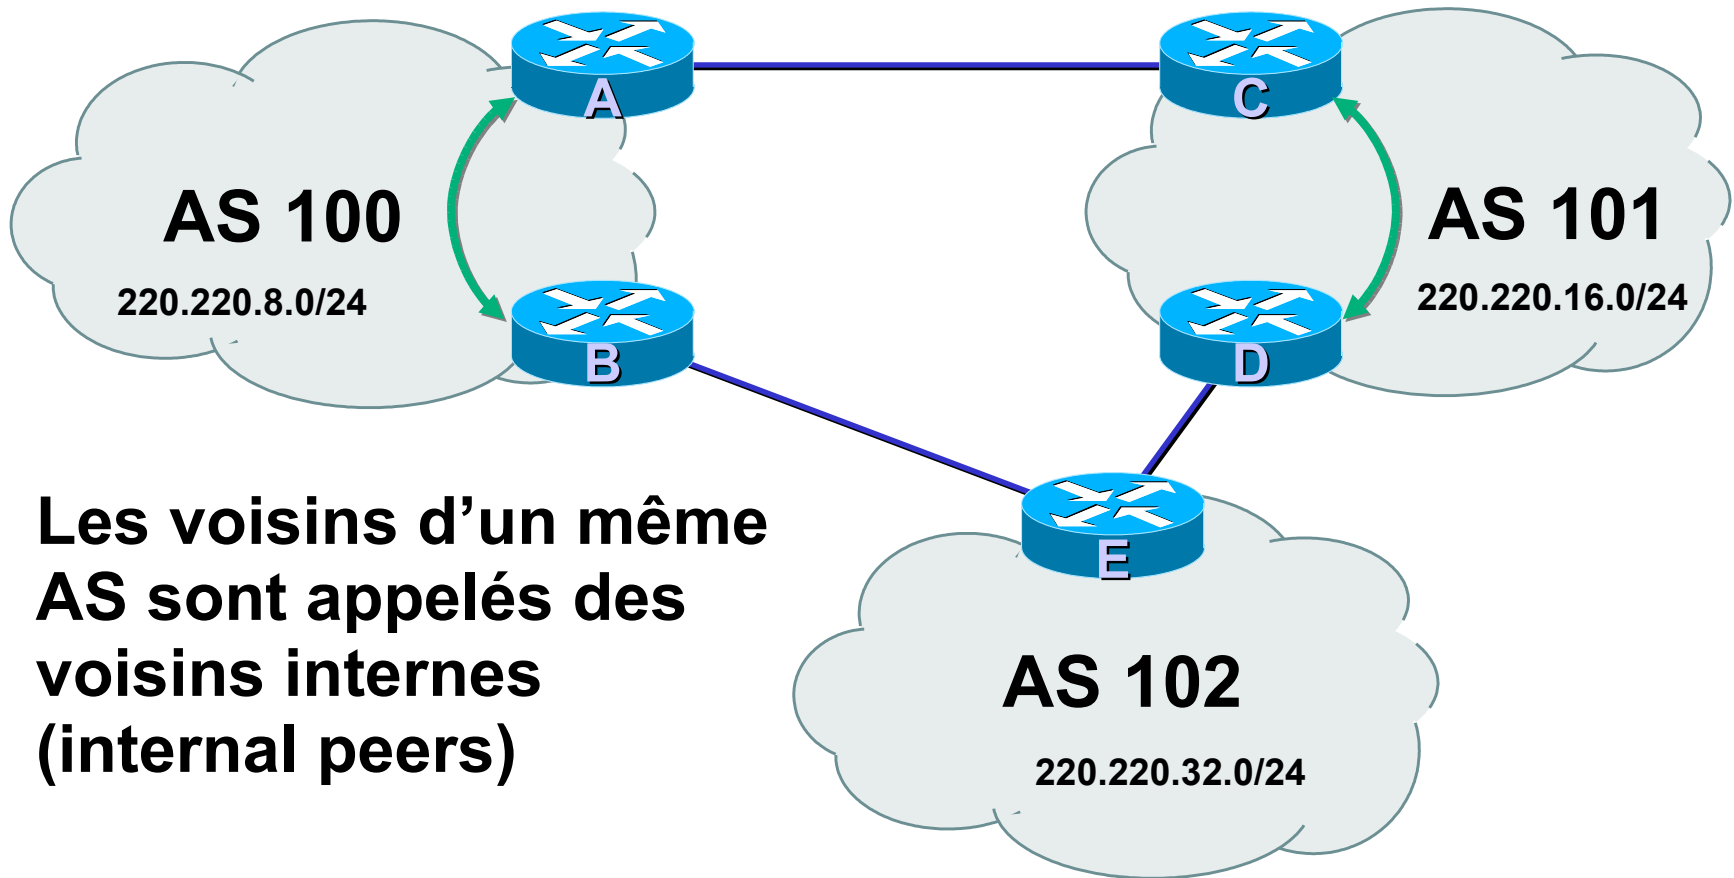 A
C
AS 100
AS 101
220.220.8.0/24
220.220.16.0/24
B
D
Les voisins d’un même
AS sont appelés des
voisins internes
(internal peers)
E
AS 102
220.220.32.0/24